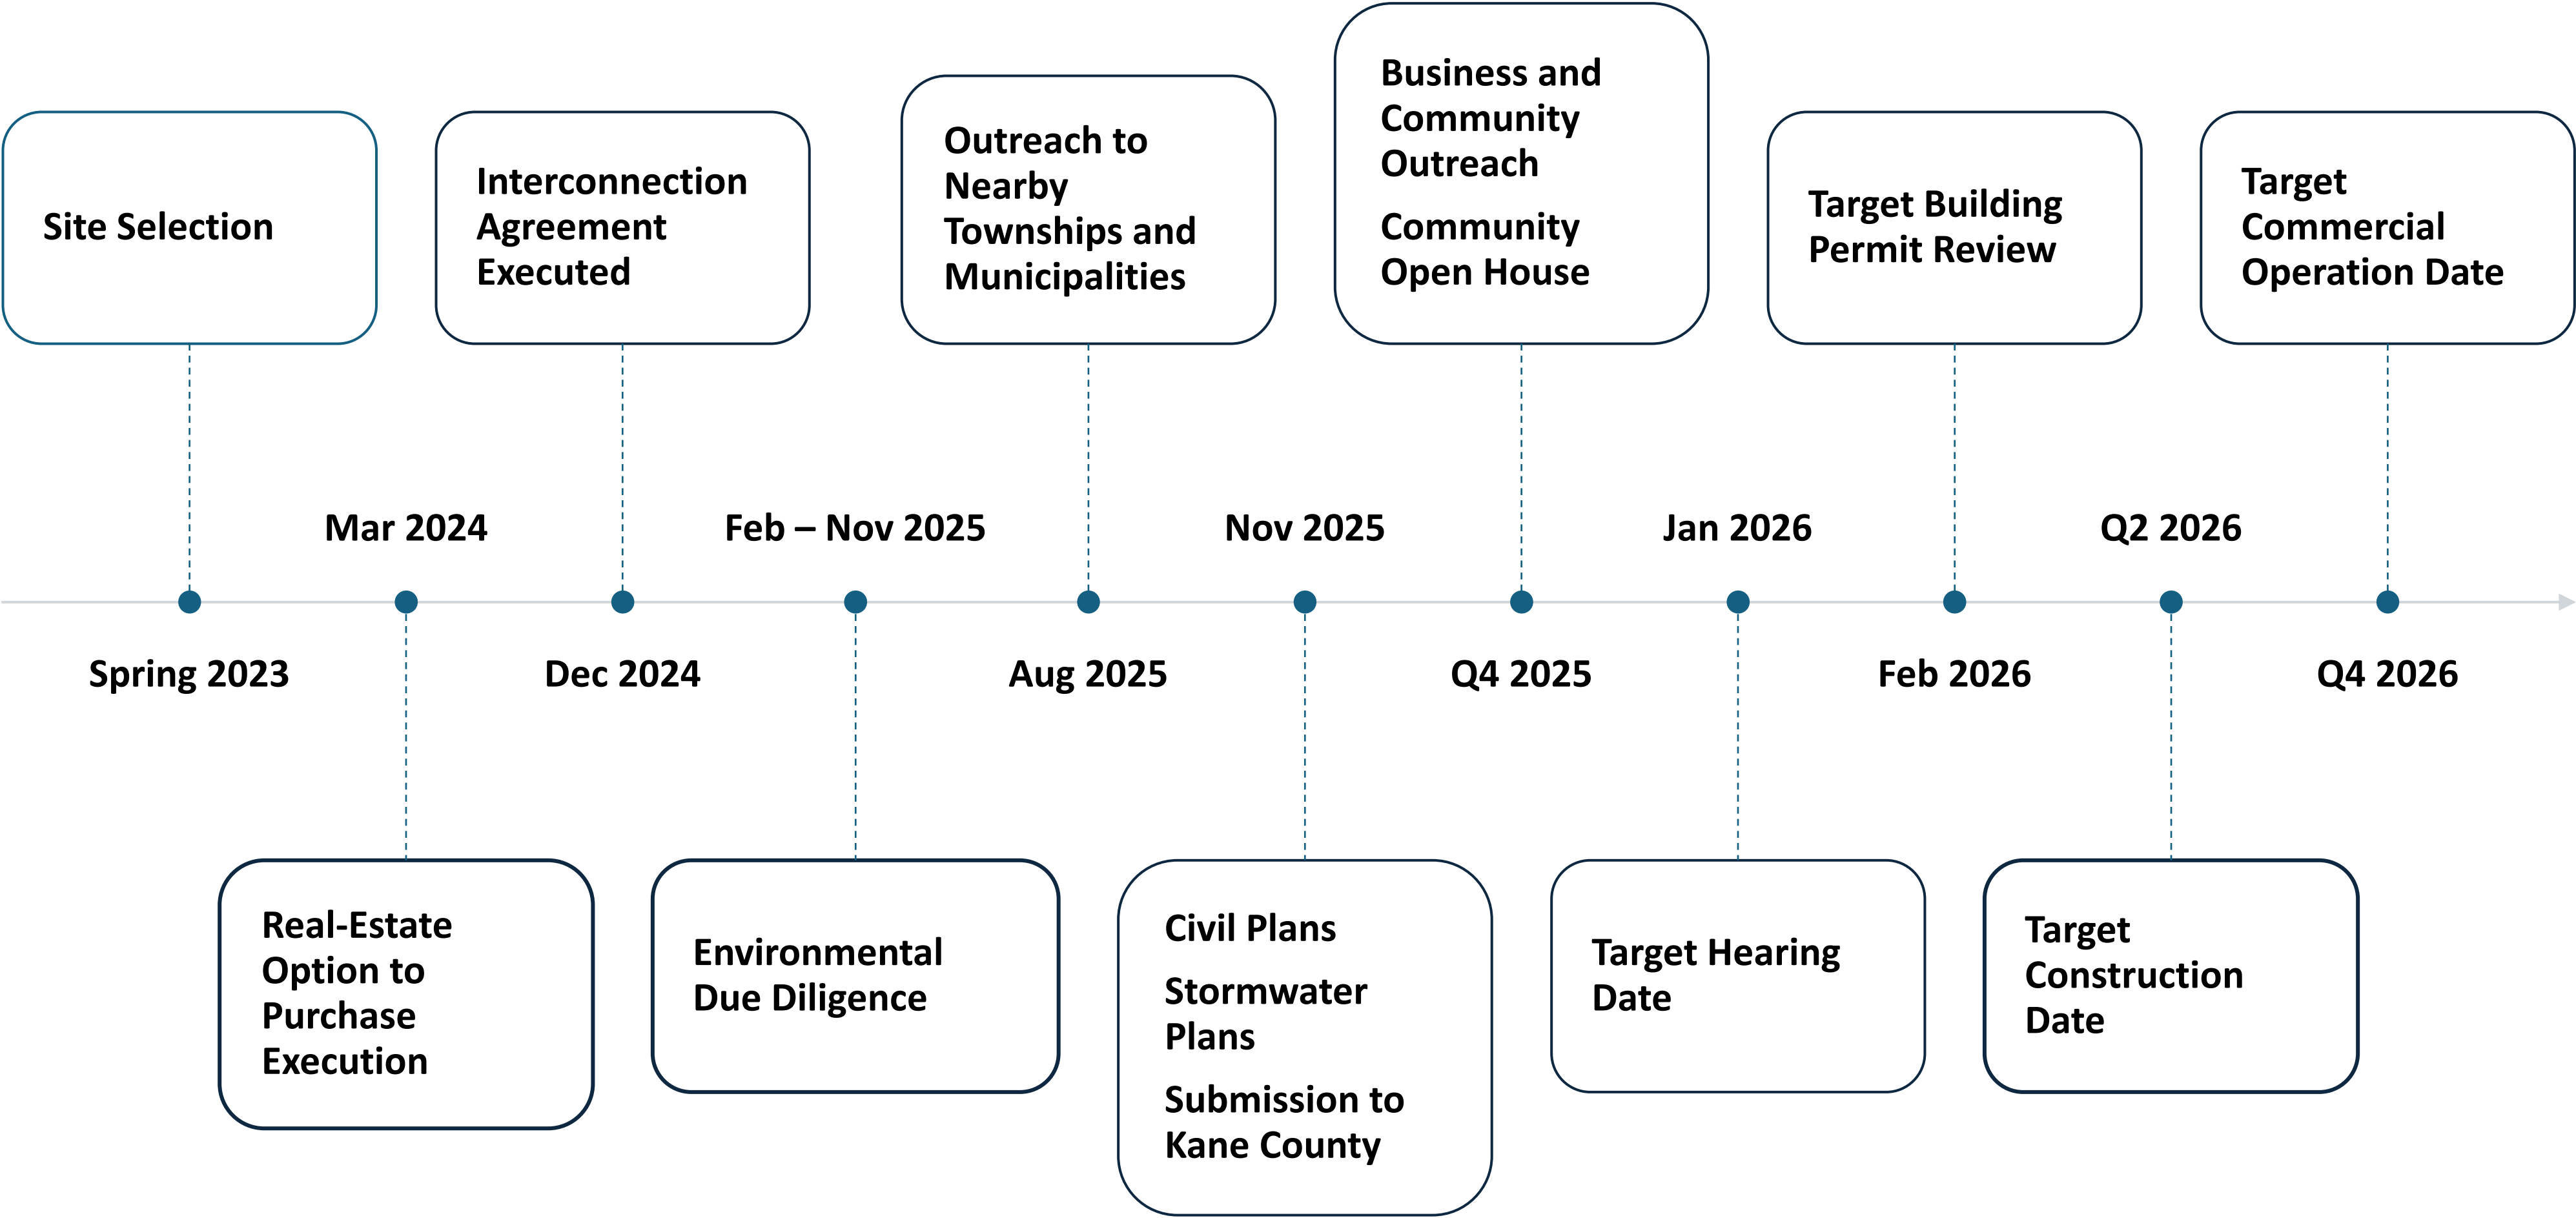 Site Selection
Interconnection
Agreement
Executed
Outreach to
Nearby
Townships and
Municipalities
Business and
Community
Outreach
Community
Open House
Target Building
Permit Review
Target
Commercial
Operation Date
Mar 2024
Feb – Nov 2025
Nov 2025
Jan 2026
Q2 2026
Spring 2023
Dec 2024
Aug 2025
Q4 2025
Feb 2026
Q4 2026
Real-Estate
Option to
Purchase
Execution
Environmental
Due Diligence
Civil Plans
Stormwater
Plans
Submission to
Kane County
Target Hearing
Date
Target
Construction
Date